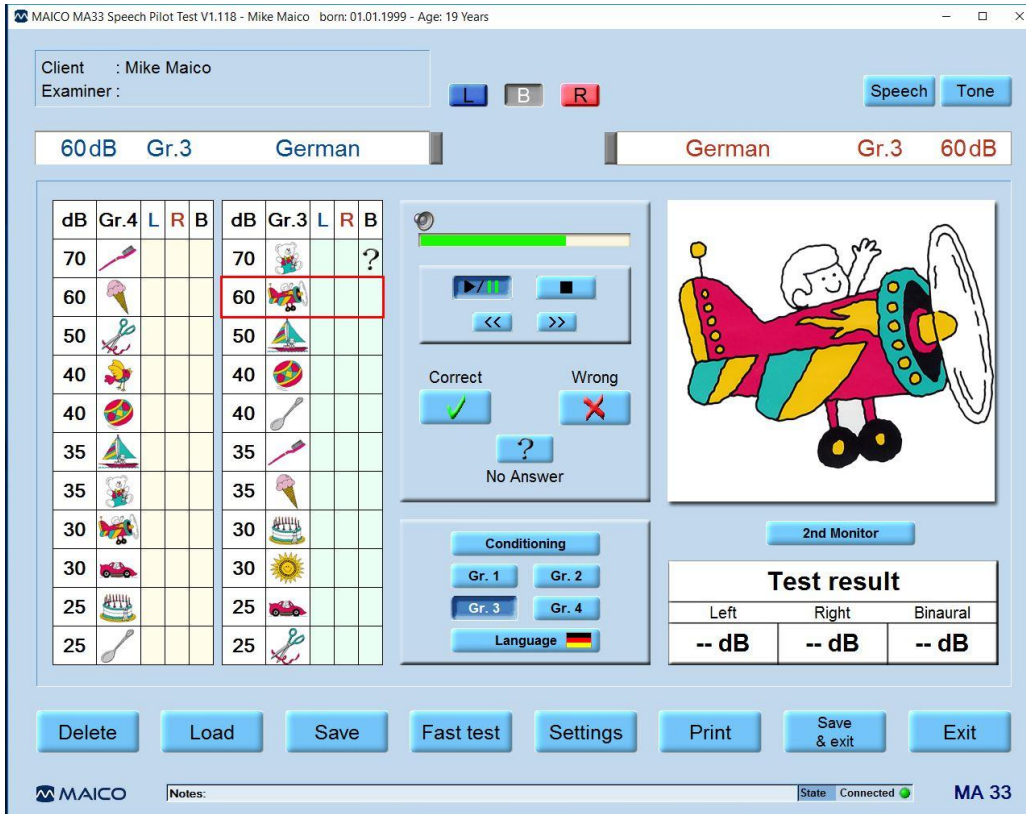 MAICO MA33 Speech Pilot Test V1.118 - Mike Maico born: 01.01.1999 - Age: 19 Years
Client : Mike Maico
Examiner :
L B R
Speech Tone
60dB Gr.3 German
German Gr.3 60dB
dB Gr.4 L R B dB Gr.3 L R B
70 70 ?
60 60
50 50
40 40
40 40
35 35
35 35
30 30
30 30
25 25
25 25
Correct Wrong
?
No Answer
Conditioning
Gr. 1 Gr. 2
Gr. 3 Gr. 4
Language
2nd Monitor
Test result
Left Right Binaural
-- dB -- dB -- dB
Delete Load Save Fast test Settings Print Save & exit Exit
MAICO Notes: State Connected MA 33